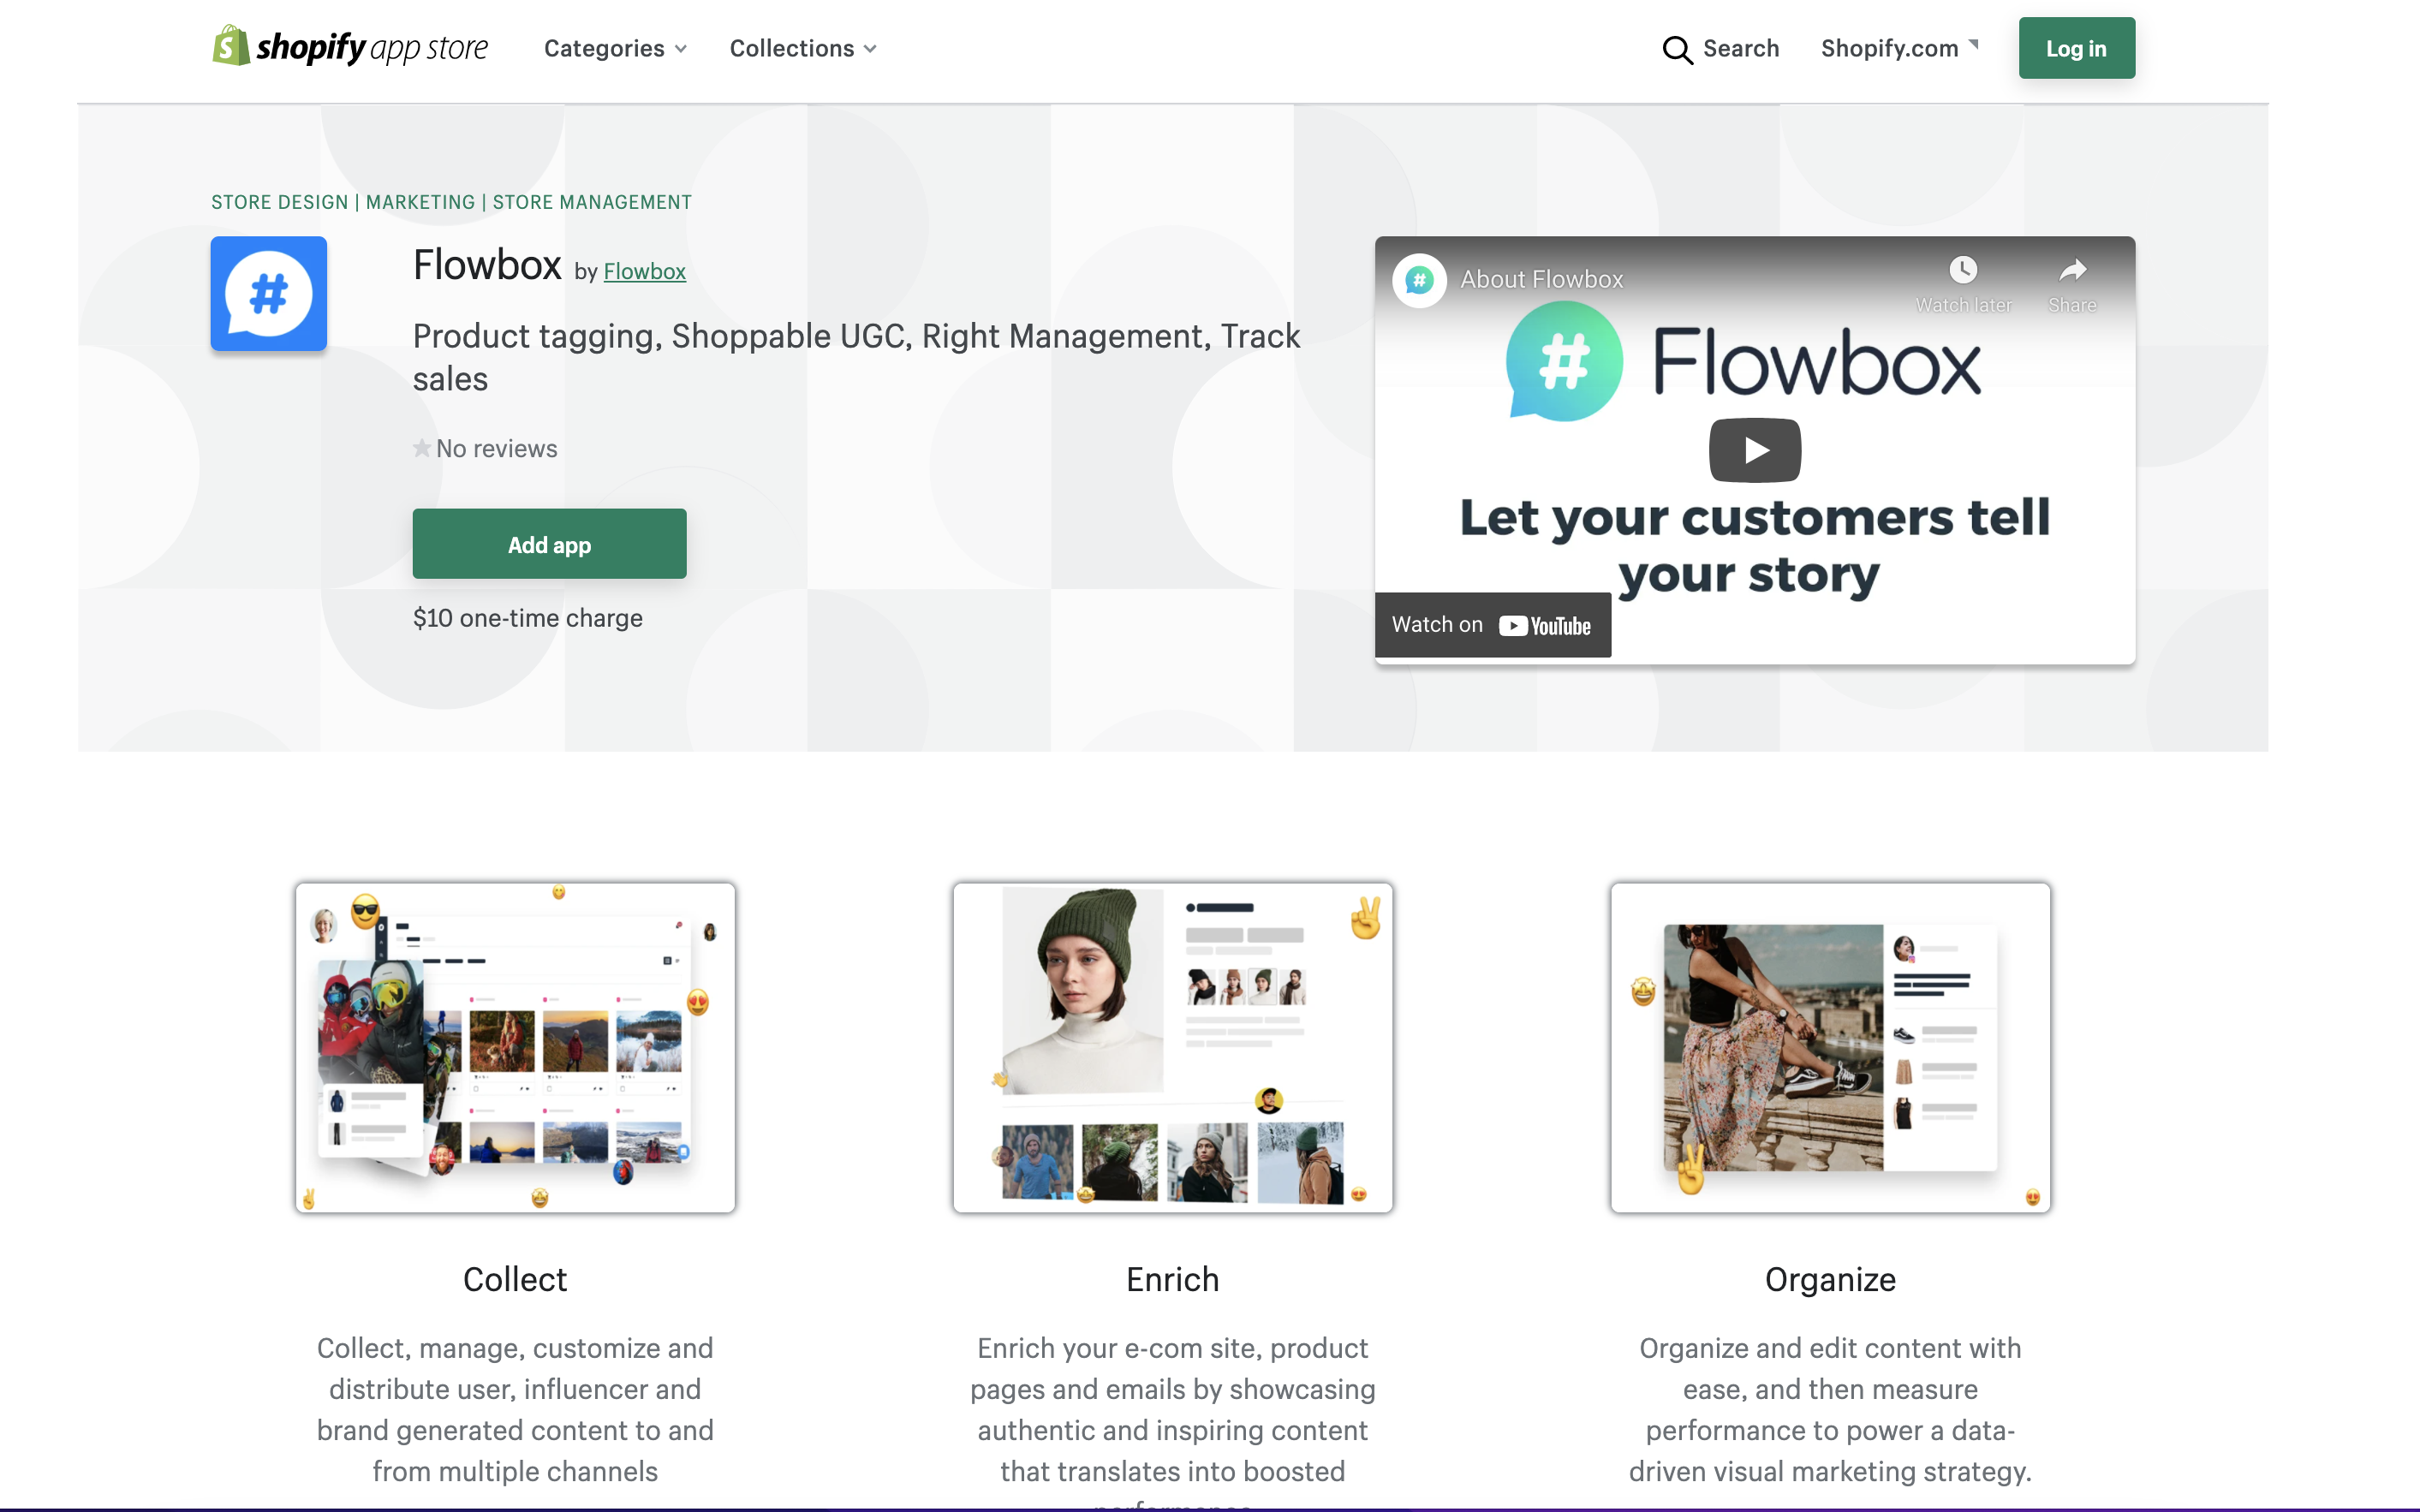 shopify app store
Categories
Collections
Search
Shopify.com
Log in
STORE DESIGN | MARKETING | STORE MANAGEMENT
Flowbox by Flowbox
Product tagging, Shoppable UGC, Right Management, Track
sales
No reviews
Add app
$10 one-time charge
About Flowbox
Watch later
Share
# Flowbox
Let your customers tell
your story
Watch on YouTube
Collect
Collect, manage, customize and
distribute user, influencer and
brand generated content to and
from multiple channels
Enrich
Enrich your e-com site, product
pages and emails by showcasing
authentic and inspiring content
that translates into boosted
Organize
Organize and edit content with
ease, and then measure
performance to power a data-
driven visual marketing strategy.